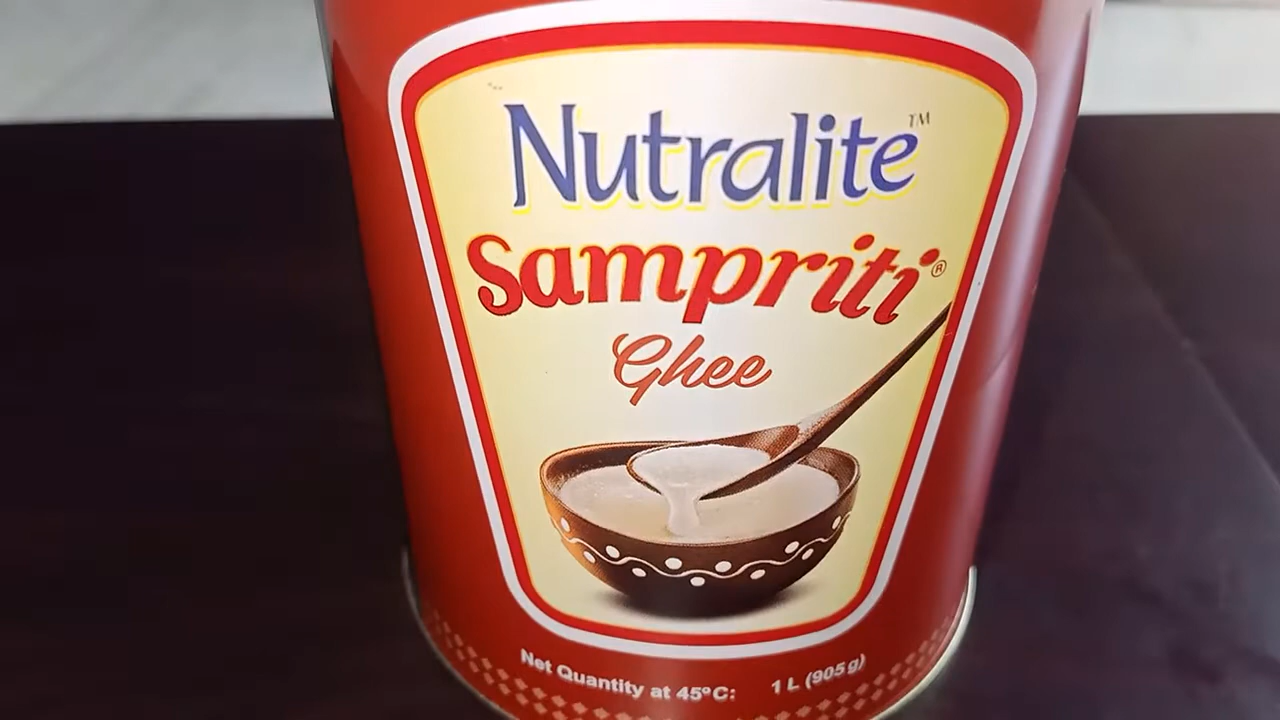 Nutralite™
Sampriti®
Ghee
Net Quantity at 45°C: 1 L (905 g)